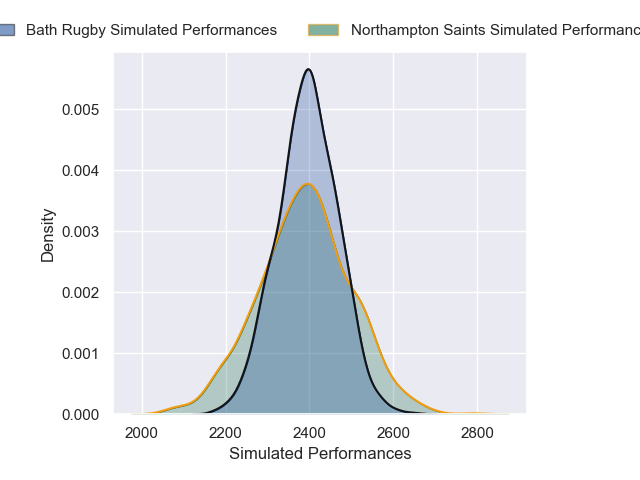 Bath Rugby Simulated Performances
Northampton Saints Simulated
0.005
0.004
0.003
0.002
0.001
0.000
Density
2000
2200
2400
2600
2800
Simulated Performances